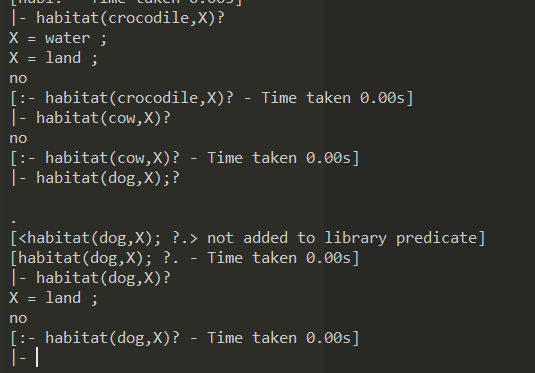 Time taken 0.00s]
|- habitat(crocodile,X)?
X = water ;
X = land ;
no
[:- habitat(crocodile,X)? - Time taken 0.00s]
|- habitat(cow,X)?
no
[:- habitat(cow,X)? - Time taken 0.00s]
|- habitat(dog,X);?
.
[<habitat(dog,X); ?.> not added to library predicate]
[habitat(dog,X); ?. - Time taken 0.00s]
|- habitat(dog,X)?
X = land ;
no
[:- habitat(dog,X)? - Time taken 0.00s]
|-